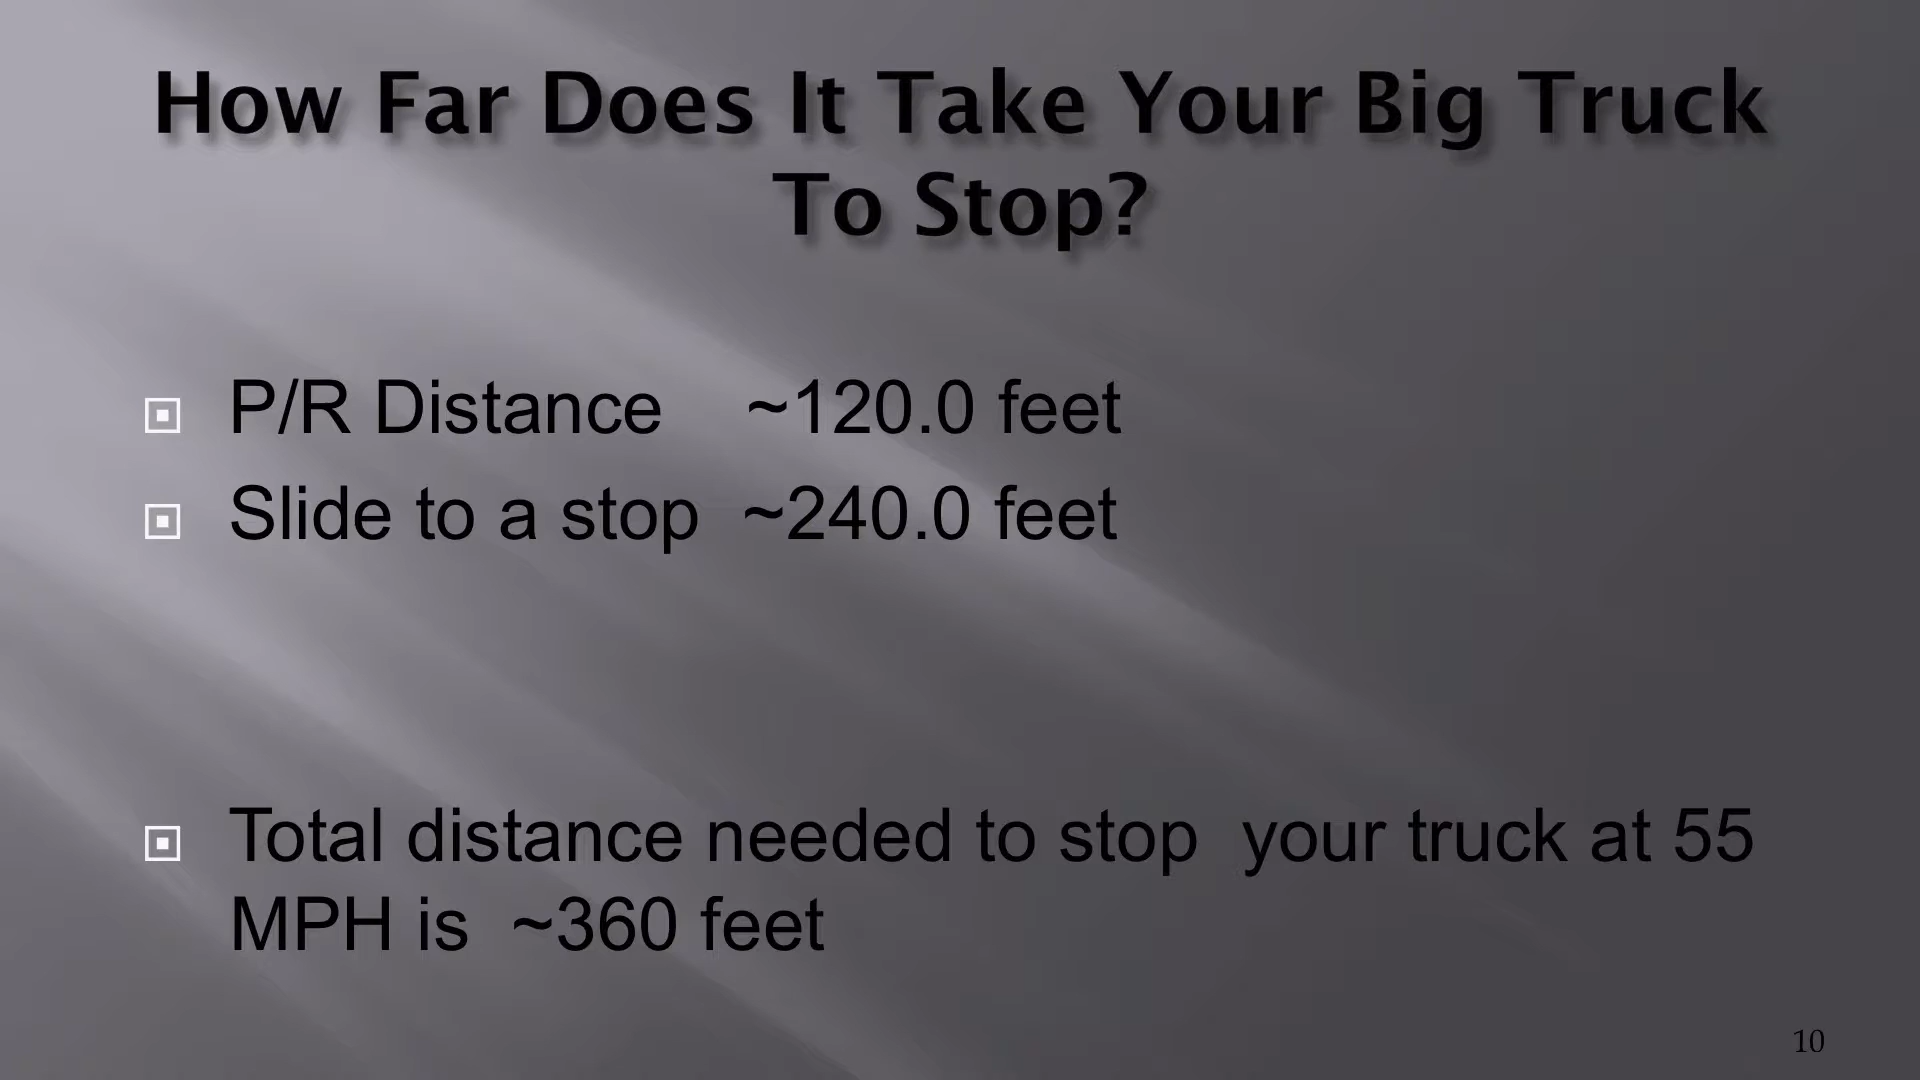 How Far Does It Take Your Big Truck
To Stop?
P/R Distance ~120.0 feet
Slide to a stop ~240.0 feet
Total distance needed to stop your truck at 55
MPH is ~360 feet
10